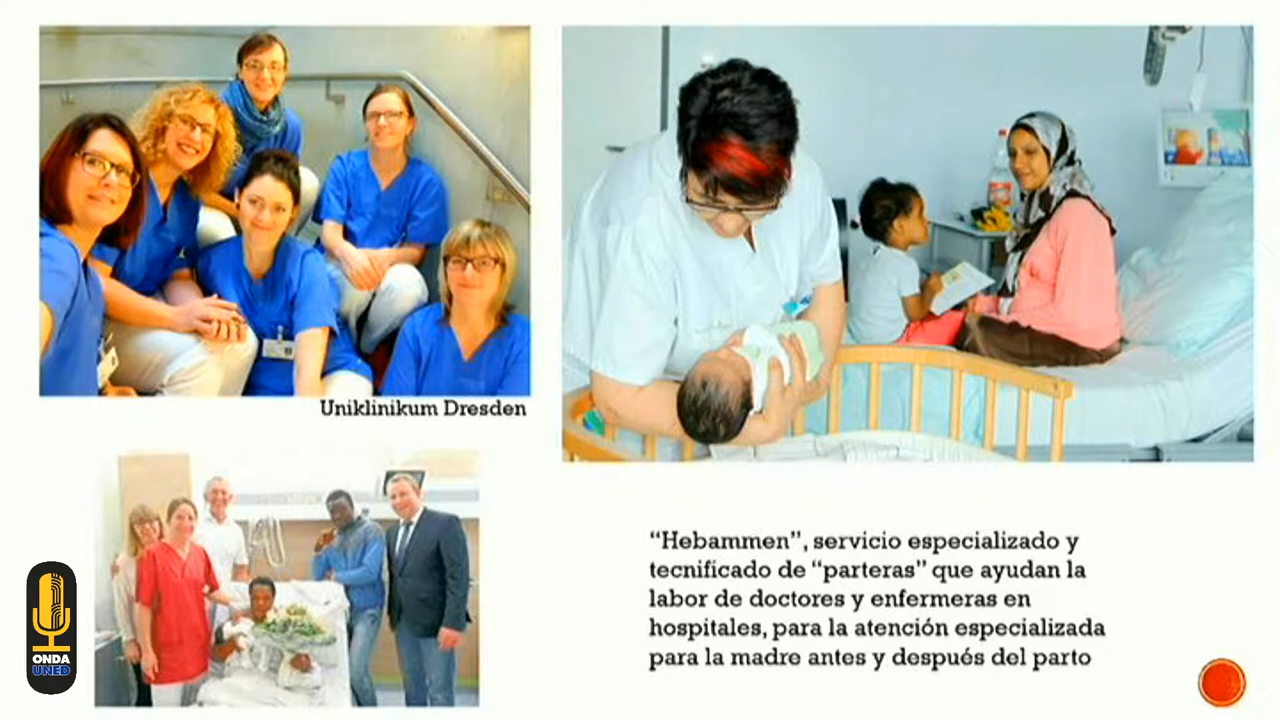 Uniklinikum Dresden
“Hebammen”, servicio especializado y
tecnificado de “parteras” que ayudan la
labor de doctores y enfermeras en
hospitales, para la atención especializada
para la madre antes y después del parto
ONDA
UNED